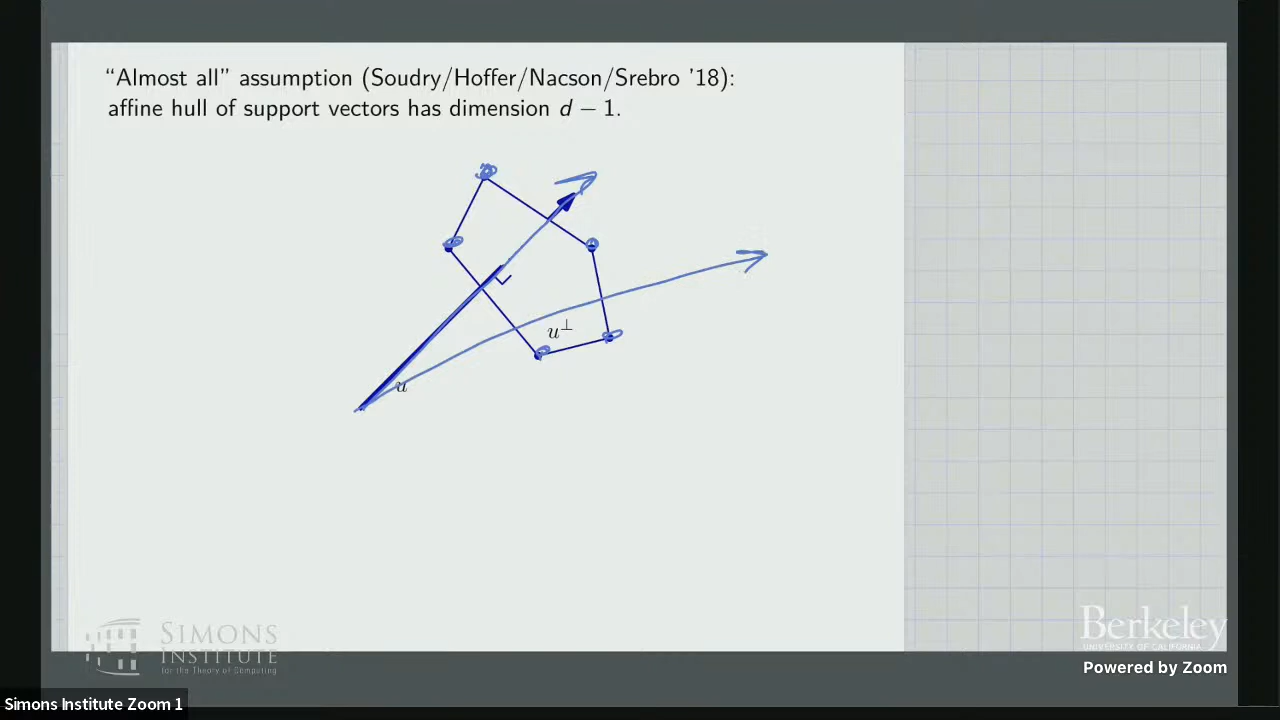 “Almost all” assumption (Soudry/Hoffer/Nacson/Srebro ’18):
affine hull of support vectors has dimension d − 1.
u⊥
u
SIMONS
INSTITUTE
for the Theory of Computing
Berkeley
UNIVERSITY OF CALIFORNIA
Powered by Zoom
Simons Institute Zoom 1